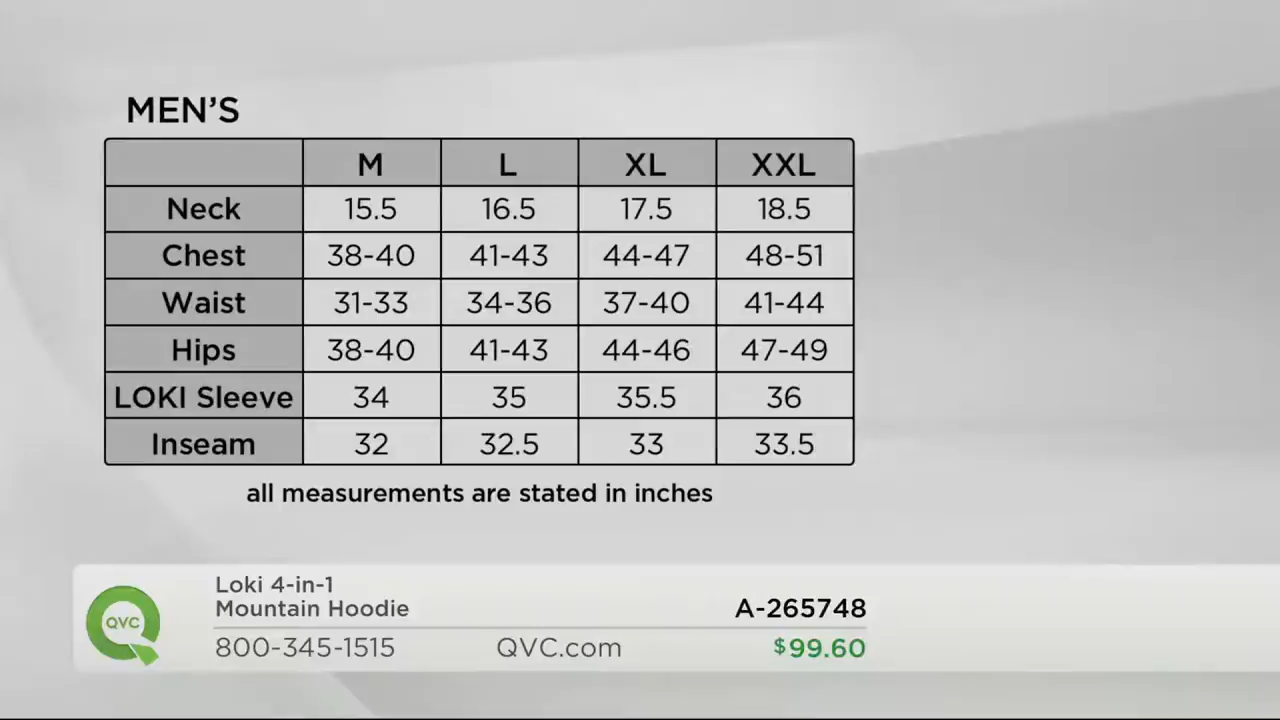 MEN'S
M L XL XXL
Neck 15.5 16.5 17.5 18.5
Chest 38-40 41-43 44-47 48-51
Waist 31-33 34-36 37-40 41-44
Hips 38-40 41-43 44-46 47-49
LOKI Sleeve 34 35 35.5 36
Inseam 32 32.5 33 33.5
all measurements are stated in inches
QVC
Loki 4-in-1
Mountain Hoodie
A-265748
800-345-1515 QVC.com $99.60